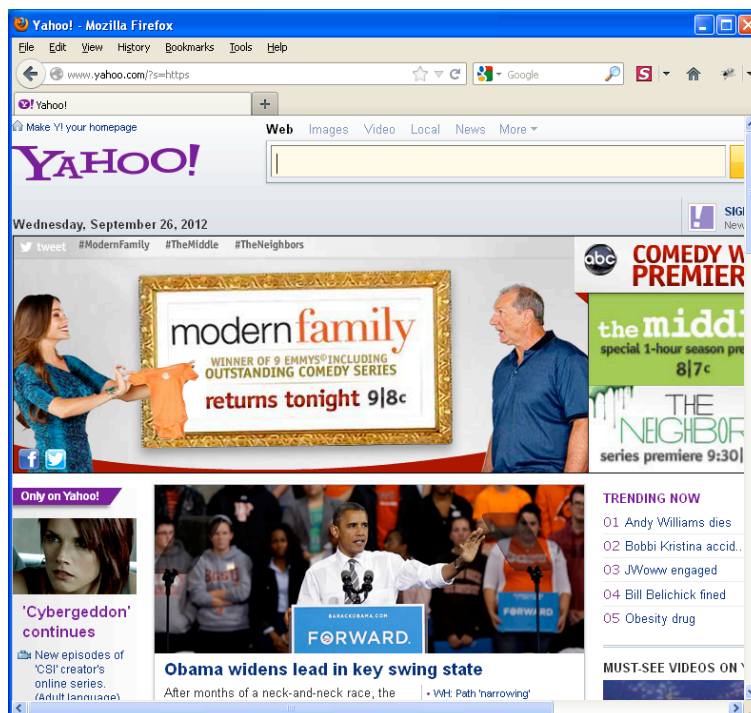 Yahoo! - Mozilla Firefox
File Edit View History Bookmarks Tools Help
www.yahoo.com/?s=https
Google
Yahoo!
Make Y! your homepage
Web Images Video Local News More
YAHOO!
Wednesday, September 26, 2012
SIG
New
tweet #ModernFamily #TheMiddle #TheNeighbors
abc
COMEDY W
PREMIER
modern family
WINNER OF 9 EMMYS® INCLUDING
OUTSTANDING COMEDY SERIES
returns tonight 9|8c
the middl
special 1-hour season pre
8|7c
THE
NEIGHBOR
series premiere 9:30|
Only on Yahoo!
'Cybergeddon'
continues
New episodes of
'CSI' creator's
online series.
(Adult language)
BGSU
BARACKOBAMA.COM
FORWARD.
FORWARD
Obama widens lead in key swing state
After months of a neck-and-neck race, the
• WH: Path 'narrowing'
TRENDING NOW
01 Andy Williams dies
02 Bobbi Kristina accid...
03 JWoww engaged
04 Bill Belichick fined
05 Obesity drug
MUST-SEE VIDEOS ON Y